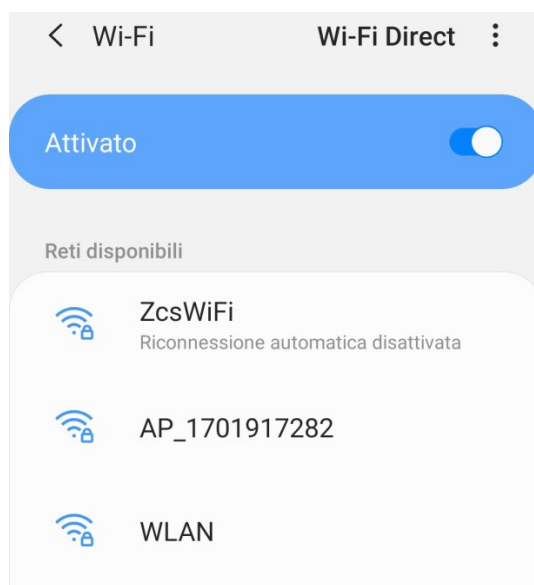 Wi-Fi Wi-Fi Direct
Attivato
Reti disponibili
ZcsWiFi
Riconnessione automatica disattivata
AP_1701917282
WLAN